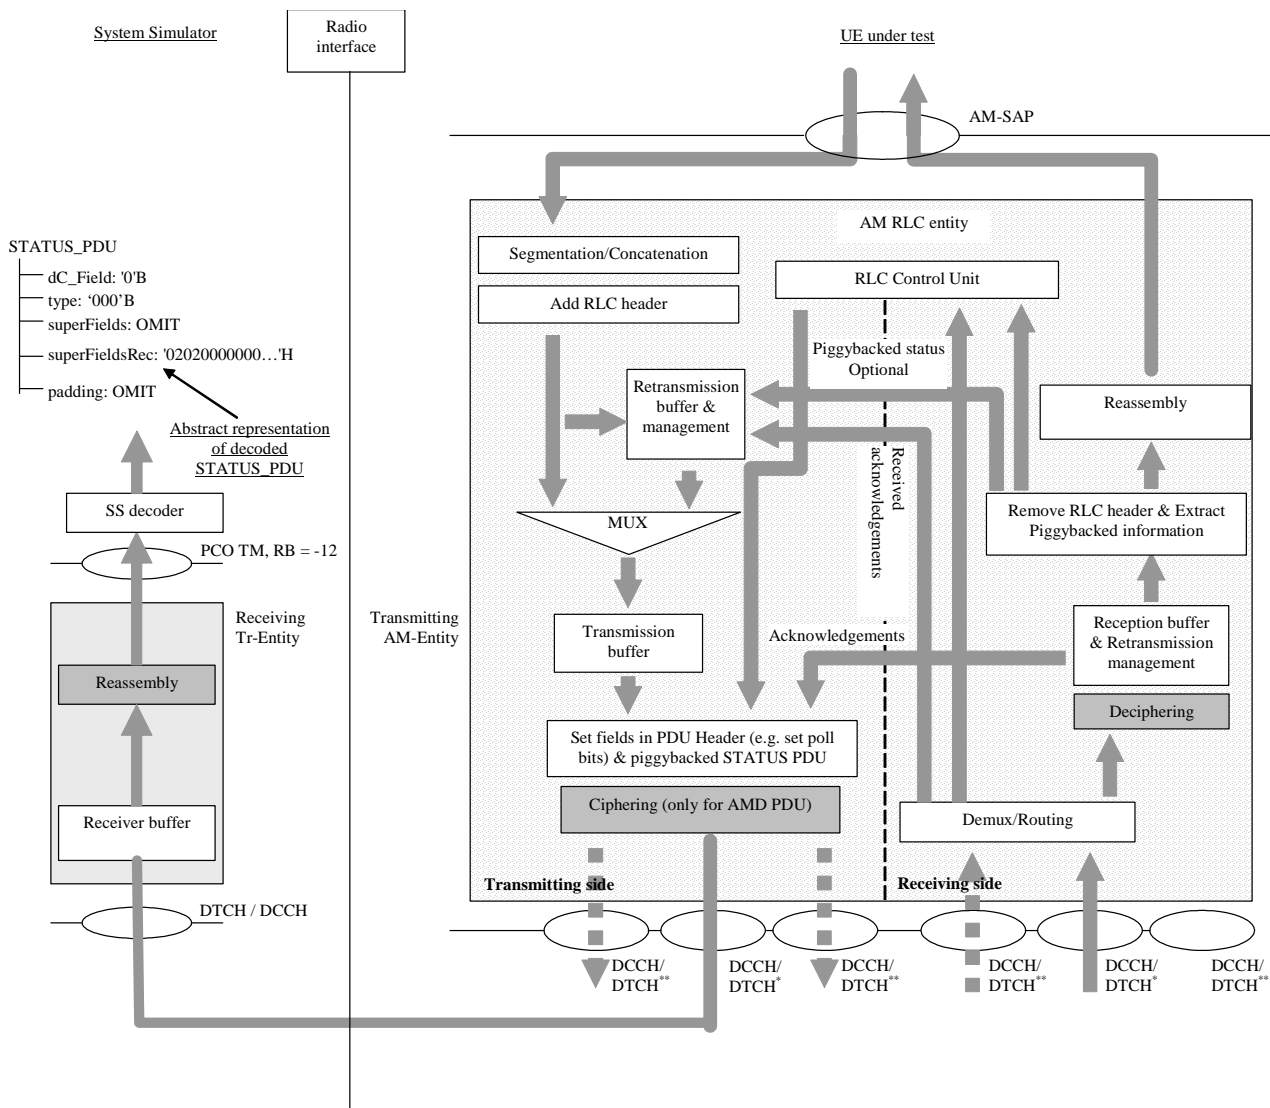 System Simulator
Radio
interface
UE under test
AM-SAP
AM RLC entity
STATUS_PDU
dC_Field: '0'B
type: ‘000’B
superFields: OMIT
superFieldsRec: '02020000000…'H
padding: OMIT
Abstract representation
of decoded
STATUS_PDU
SS decoder
PCO TM, RB = -12
Receiving
Tr-Entity
Reassembly
Receiver buffer
DTCH / DCCH
Transmitting
AM-Entity
Segmentation/Concatenation
Add RLC header
RLC Control Unit
Piggybacked status
Optional
Retransmission
buffer &
management
Reassembly
Received
acknowledgements
MUX
Remove RLC header & Extract
Piggybacked information
Transmission
buffer
Acknowledgements
Reception buffer
& Retransmission
management
Deciphering
Set fields in PDU Header (e.g. set poll
bits) & piggybacked STATUS PDU
Ciphering (only for AMD PDU)
Demux/Routing
Transmitting side
Receiving side
DCCH/
DTCH**
DCCH/
DTCH*
DCCH/
DTCH**
DCCH/
DTCH**
DCCH/
DTCH*
DCCH/
DTCH**